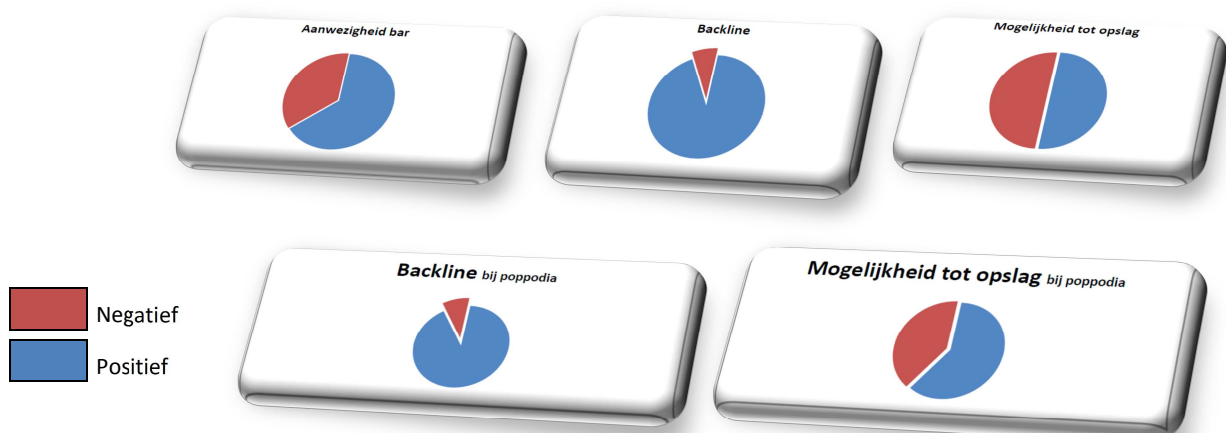 Aanwezigheid bar
Backline
Mogelijkheid tot opslag
Backline bij poppodia
Mogelijkheid tot opslag bij poppodia
Negatief
Positief